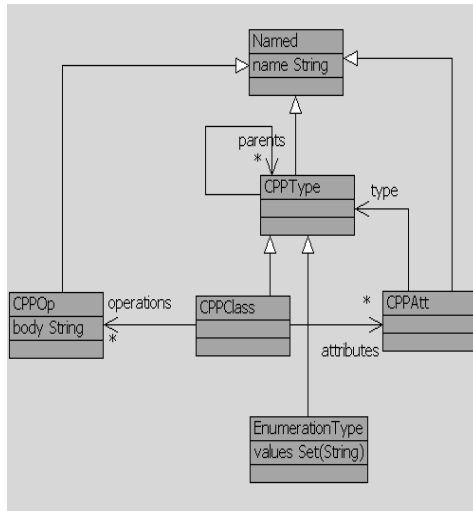 Named
name String
parents
*
CPPType
type
CPPOp
body String
operations
*
CPPClass
*
attributes
CPPAtt
EnumerationType
values Set(String)